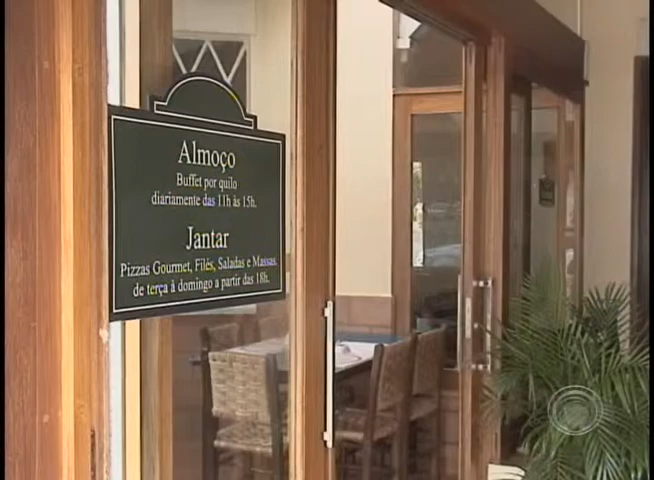 Almoço
Buffet por quilo
diariamente das 11h às 15h.
Jantar
Pizzas Gourmet, Filés, Saladas e Massas.
de terça à domingo a partir das 18h.